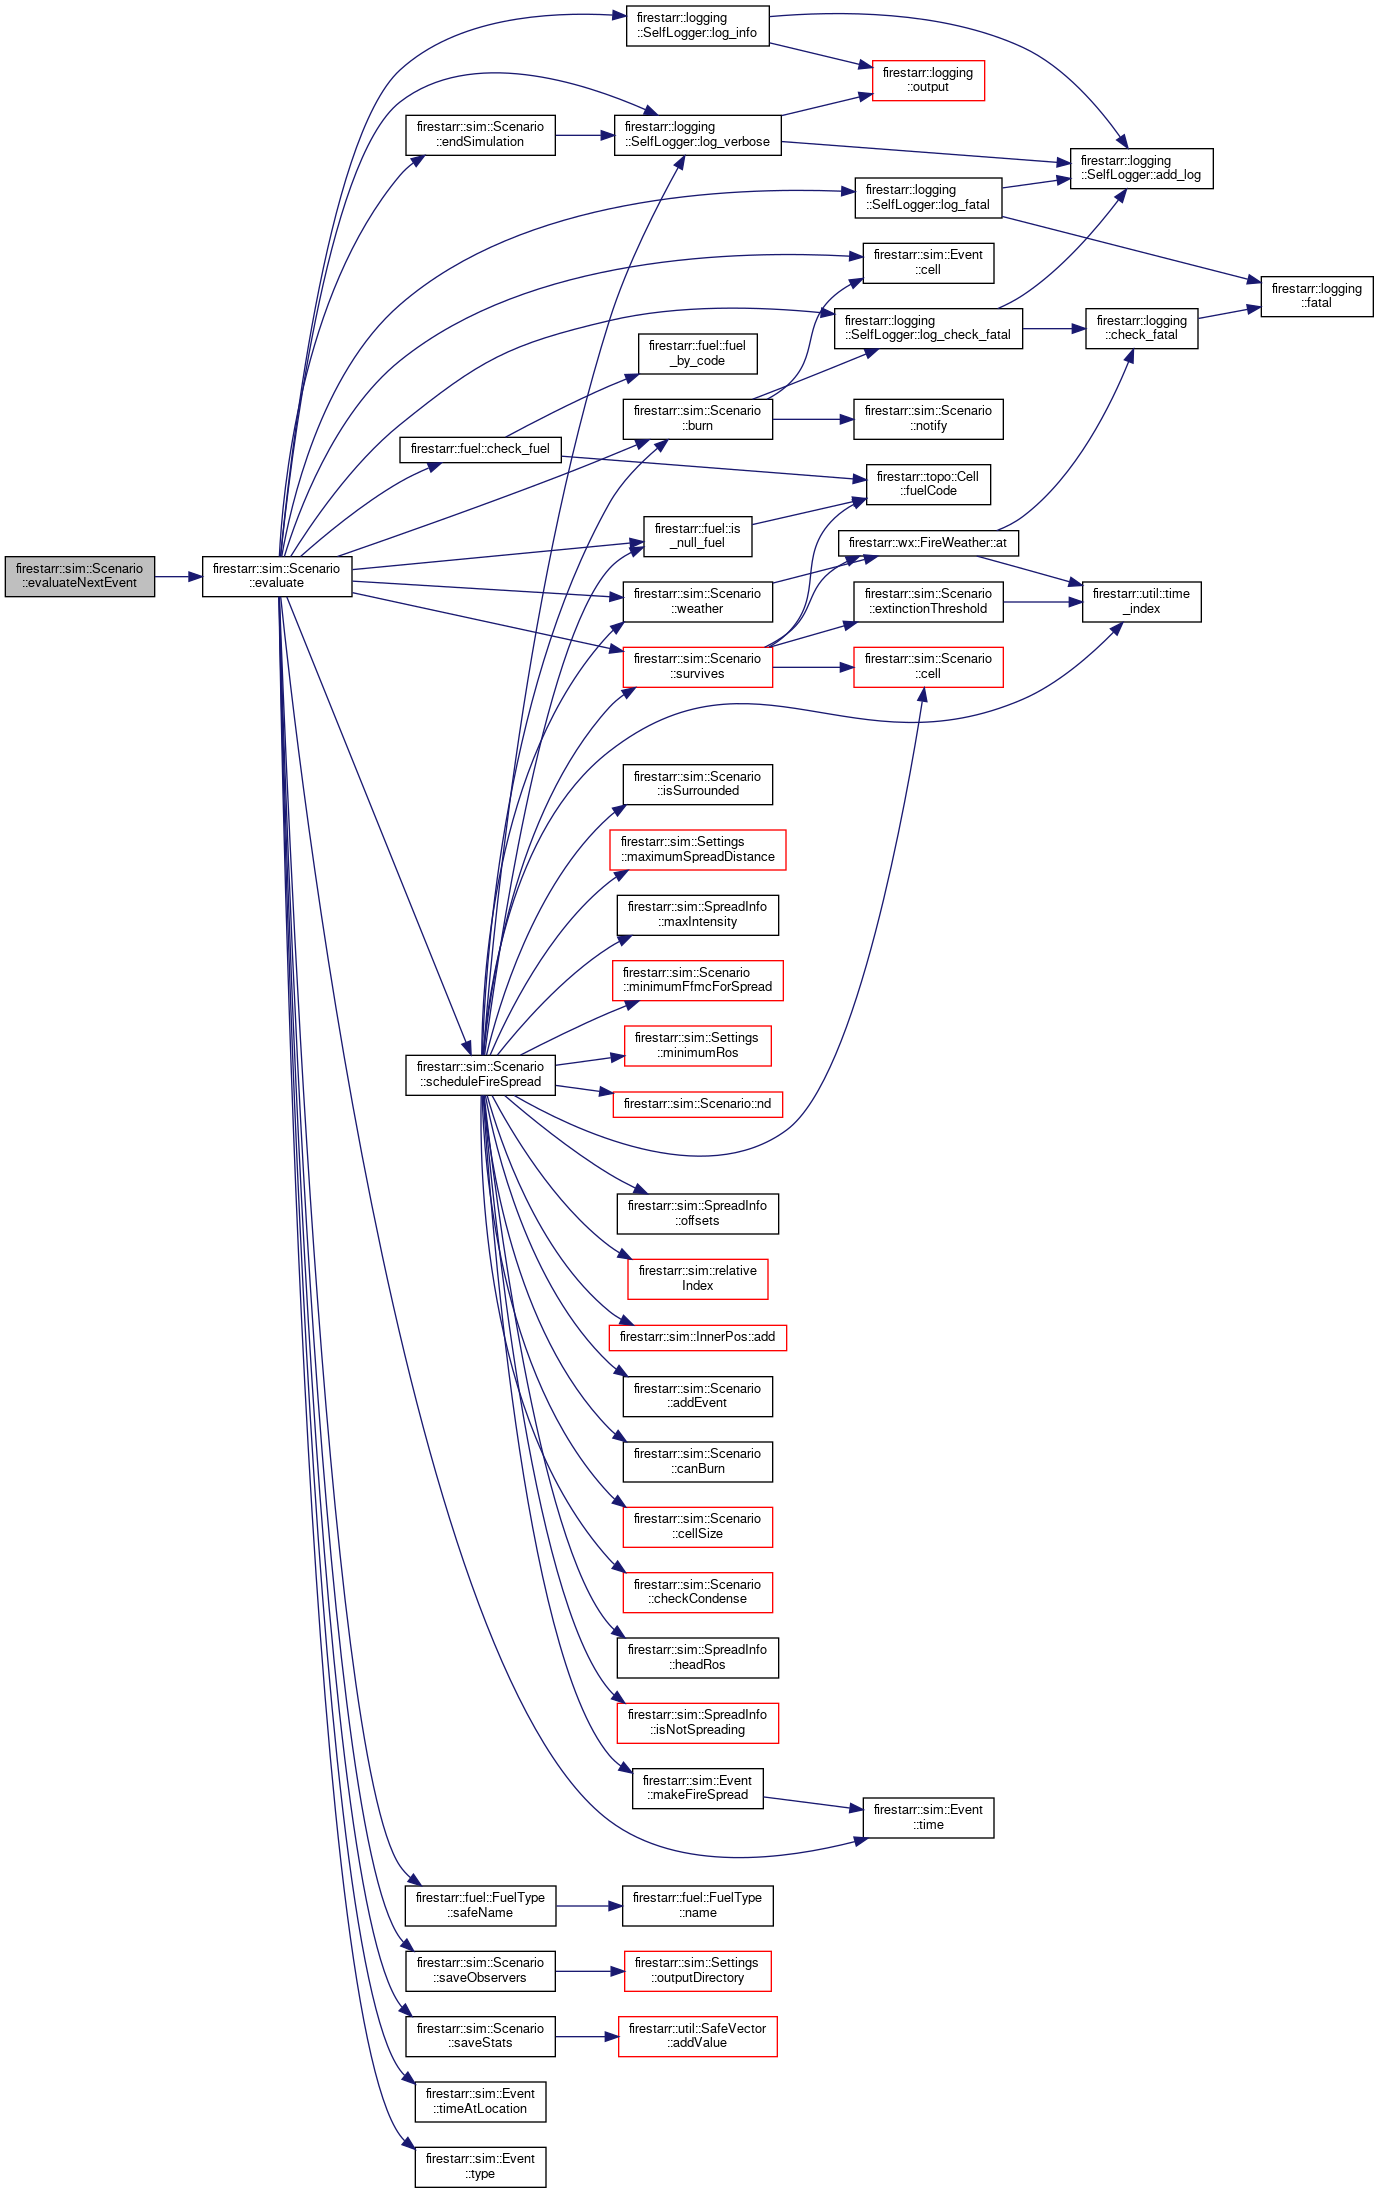 firestarr::logging
::SelfLogger::log_info
firestarr::logging
::output
firestarr::sim::Scenario
::endSimulation
firestarr::logging
::SelfLogger::log_verbose
firestarr::logging
::SelfLogger::add_log
firestarr::logging
::SelfLogger::log_fatal
firestarr::sim::Event
::cell
firestarr::logging
::fatal
firestarr::logging
::SelfLogger::log_check_fatal
firestarr::logging
::check_fatal
firestarr::fuel::fuel
_by_code
firestarr::sim::Scenario
::burn
firestarr::sim::Scenario
::notify
firestarr::fuel::check_fuel
firestarr::topo::Cell
::fuelCode
firestarr::fuel::is
_null_fuel
firestarr::wx::FireWeather::at
firestarr::sim::Scenario
::evaluateNextEvent
firestarr::sim::Scenario
::evaluate
firestarr::sim::Scenario
::weather
firestarr::sim::Scenario
::extinctionThreshold
firestarr::util::time
_index
firestarr::sim::Scenario
::survives
firestarr::sim::Scenario
::cell
firestarr::sim::Scenario
::isSurrounded
firestarr::sim::Settings
::maximumSpreadDistance
firestarr::sim::SpreadInfo
::maxIntensity
firestarr::sim::Scenario
::minimumFfmcForSpread
firestarr::sim::Settings
::minimumRos
firestarr::sim::Scenario
::scheduleFireSpread
firestarr::sim::Scenario::nd
firestarr::sim::SpreadInfo
::offsets
firestarr::sim::relative
Index
firestarr::sim::InnerPos::add
firestarr::sim::Scenario
::addEvent
firestarr::sim::Scenario
::canBurn
firestarr::sim::Scenario
::cellSize
firestarr::sim::Scenario
::checkCondense
firestarr::sim::SpreadInfo
::headRos
firestarr::sim::SpreadInfo
::isNotSpreading
firestarr::sim::Event
::makeFireSpread
firestarr::sim::Event
::time
firestarr::fuel::FuelType
::safeName
firestarr::fuel::FuelType
::name
firestarr::sim::Scenario
::saveObservers
firestarr::sim::Settings
::outputDirectory
firestarr::sim::Scenario
::saveStats
firestarr::util::SafeVector
::addValue
firestarr::sim::Event
::timeAtLocation
firestarr::sim::Event
::type